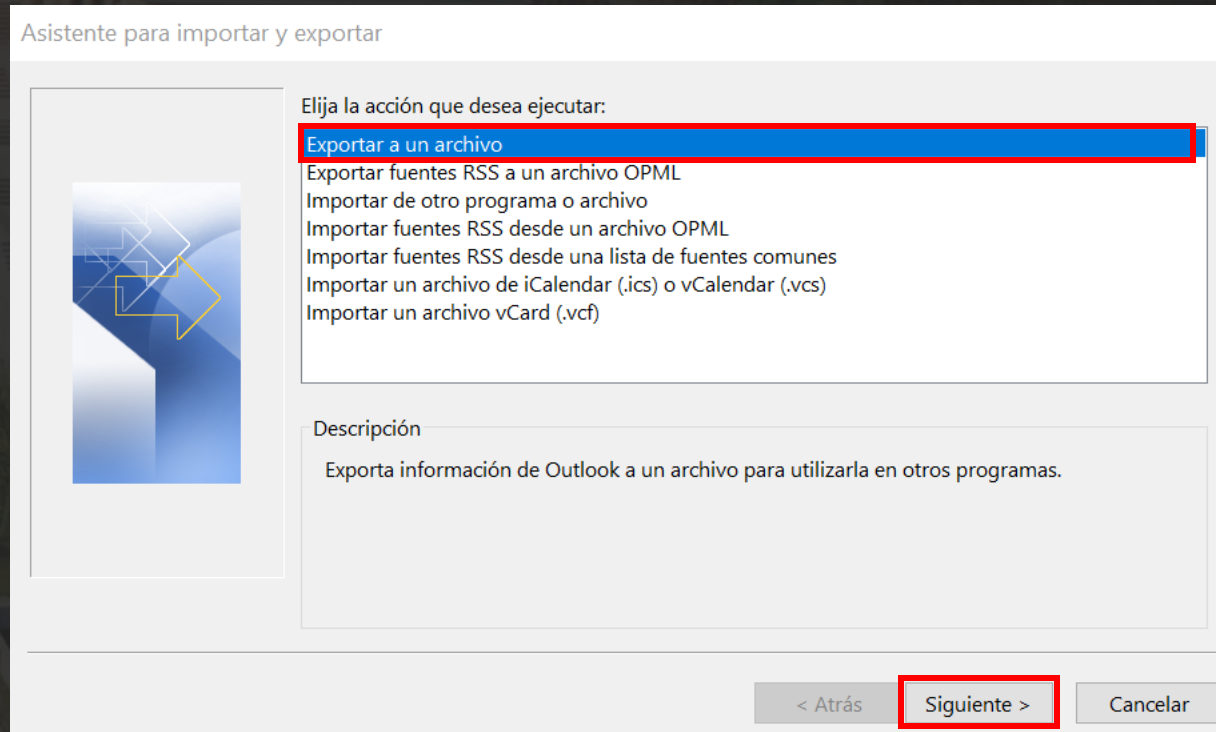 Asistente para importar y exportar
Elija la acción que desea ejecutar:
Exportar a un archivo
Exportar fuentes RSS a un archivo OPML
Importar de otro programa o archivo
Importar fuentes RSS desde un archivo OPML
Importar fuentes RSS desde una lista de fuentes comunes
Importar un archivo de iCalendar (.ics) o vCalendar (.vcs)
Importar un archivo vCard (.vcf)
Descripción
Exporta información de Outlook a un archivo para utilizarla en otros programas.
< Atrás Siguiente > Cancelar